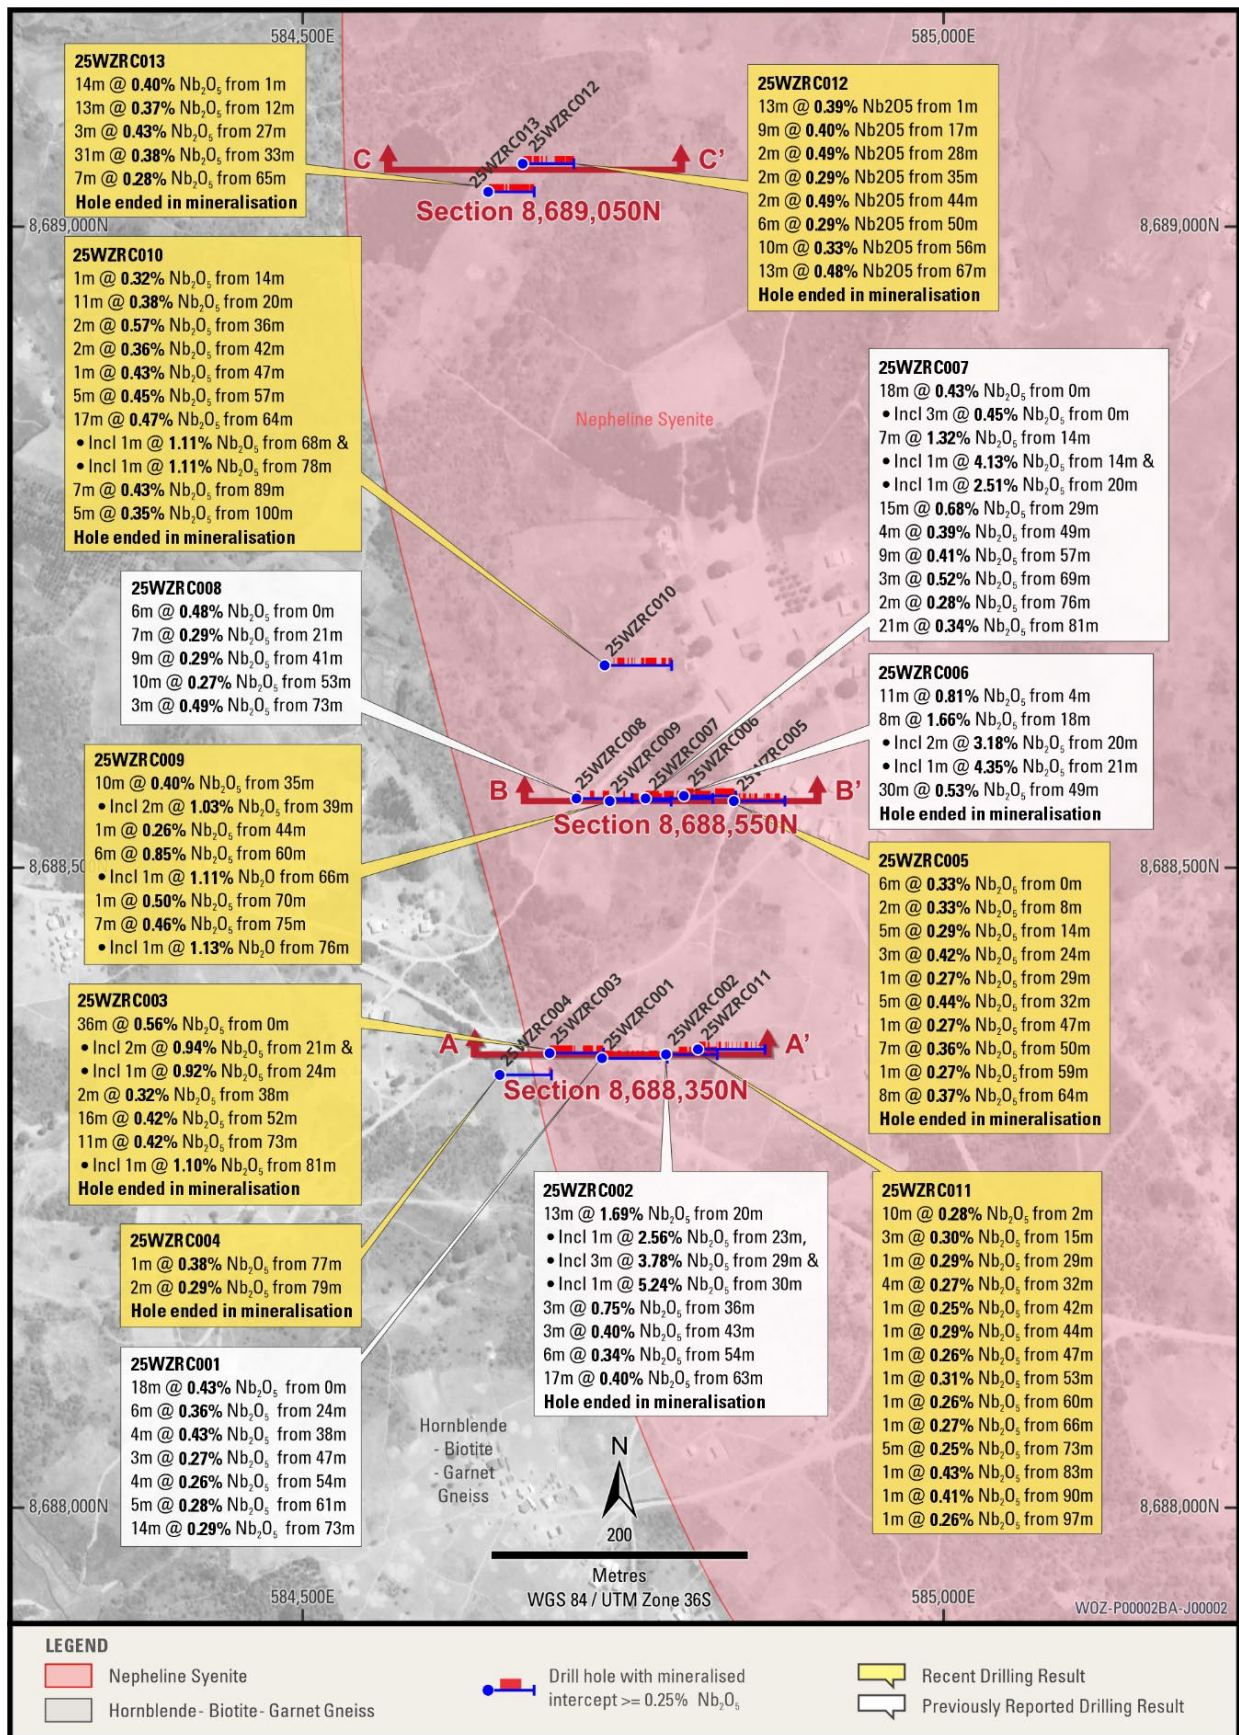 584,500E
585,000E
25WZRC013
14m @ 0.40% Nb₂O₅ from 1m
13m @ 0.37% Nb₂O₅ from 12m
3m @ 0.43% Nb₂O₅ from 27m
31m @ 0.38% Nb₂O₅ from 33m
7m @ 0.28% Nb₂O₅ from 65m
Hole ended in mineralisation
25WZRC012
13m @ 0.39% Nb2O5 from 1m
9m @ 0.40% Nb2O5 from 17m
2m @ 0.49% Nb2O5 from 28m
2m @ 0.29% Nb2O5 from 35m
2m @ 0.49% Nb2O5 from 44m
6m @ 0.29% Nb2O5 from 50m
10m @ 0.33% Nb2O5 from 56m
13m @ 0.48% Nb2O5 from 67m
Hole ended in mineralisation
25WZRC013
25WZRC012
C
C'
Section 8,689,050N
8,689,000N
8,689,000N
25WZRC010
1m @ 0.32% Nb₂O₅ from 14m
11m @ 0.38% Nb₂O₅ from 20m
2m @ 0.57% Nb₂O₅ from 36m
2m @ 0.36% Nb₂O₅ from 42m
1m @ 0.43% Nb₂O₅ from 47m
5m @ 0.45% Nb₂O₅ from 57m
17m @ 0.47% Nb₂O₅ from 64m
• Incl 1m @ 1.11% Nb₂O₅ from 68m &
• Incl 1m @ 1.11% Nb₂O₅ from 78m
7m @ 0.43% Nb₂O₅ from 89m
5m @ 0.35% Nb₂O₅ from 100m
Hole ended in mineralisation
Nepheline Syenite
25WZRC007
18m @ 0.43% Nb₂O₅ from 0m
• Incl 3m @ 0.45% Nb₂O₅ from 0m
7m @ 1.32% Nb₂O₅ from 14m
• Incl 1m @ 4.13% Nb₂O₅ from 14m &
• Incl 1m @ 2.51% Nb₂O₅ from 20m
15m @ 0.68% Nb₂O₅ from 29m
4m @ 0.39% Nb₂O₅ from 49m
9m @ 0.41% Nb₂O₅ from 57m
3m @ 0.52% Nb₂O₅ from 69m
2m @ 0.28% Nb₂O₅ from 76m
21m @ 0.34% Nb₂O₅ from 81m
25WZRC008
6m @ 0.48% Nb₂O₅ from 0m
7m @ 0.29% Nb₂O₅ from 21m
9m @ 0.29% Nb₂O₅ from 41m
10m @ 0.27% Nb₂O₅ from 53m
3m @ 0.49% Nb₂O₅ from 73m
25WZRC010
25WZRC006
11m @ 0.81% Nb₂O₅ from 4m
8m @ 1.66% Nb₂O₅ from 18m
• Incl 2m @ 3.18% Nb₂O₅ from 20m
• Incl 1m @ 4.35% Nb₂O₅ from 21m
30m @ 0.53% Nb₂O₅ from 49m
Hole ended in mineralisation
25WZRC008
25WZRC009
25WZRC007
25WZRC006
25WZRC005
B
B'
Section 8,688,550N
25WZRC009
10m @ 0.40% Nb₂O₅ from 35m
• Incl 2m @ 1.03% Nb₂O₅ from 39m
1m @ 0.26% Nb₂O₅ from 44m
6m @ 0.85% Nb₂O₅ from 60m
• Incl 1m @ 1.11% Nb₂O from 66m
1m @ 0.50% Nb₂O₅ from 70m
7m @ 0.46% Nb₂O₅ from 75m
• Incl 1m @ 1.13% Nb₂O from 76m
8,688,500N
8,688,500N
25WZRC005
6m @ 0.33% Nb₂O₅ from 0m
2m @ 0.33% Nb₂O₅ from 8m
5m @ 0.29% Nb₂O₅ from 14m
3m @ 0.42% Nb₂O₅ from 24m
1m @ 0.27% Nb₂O₅ from 29m
5m @ 0.44% Nb₂O₅ from 32m
1m @ 0.27% Nb₂O₅ from 47m
7m @ 0.36% Nb₂O₅ from 50m
1m @ 0.27% Nb₂O₅ from 59m
8m @ 0.37% Nb₂O₅ from 64m
Hole ended in mineralisation
25WZRC003
36m @ 0.56% Nb₂O₅ from 0m
• Incl 2m @ 0.94% Nb₂O₅ from 21m &
• Incl 1m @ 0.92% Nb₂O₅ from 24m
2m @ 0.32% Nb₂O₅ from 38m
16m @ 0.42% Nb₂O₅ from 52m
11m @ 0.42% Nb₂O₅ from 73m
• Incl 1m @ 1.10% Nb₂O₅ from 81m
Hole ended in mineralisation
25WZRC004
25WZRC003
25WZRC001
25WZRC002
25WZRC011
A
A'
Section 8,688,350N
25WZRC004
1m @ 0.38% Nb₂O₅ from 77m
2m @ 0.29% Nb₂O₅ from 79m
Hole ended in mineralisation
25WZRC002
13m @ 1.69% Nb₂O₅ from 20m
• Incl 1m @ 2.56% Nb₂O₅ from 23m,
• Incl 3m @ 3.78% Nb₂O₅ from 29m &
• Incl 1m @ 5.24% Nb₂O₅ from 30m
3m @ 0.75% Nb₂O₅ from 36m
3m @ 0.40% Nb₂O₅ from 43m
6m @ 0.34% Nb₂O₅ from 54m
17m @ 0.40% Nb₂O₅ from 63m
Hole ended in mineralisation
25WZRC011
10m @ 0.28% Nb₂O₅ from 2m
3m @ 0.30% Nb₂O₅ from 15m
1m @ 0.29% Nb₂O₅ from 29m
4m @ 0.27% Nb₂O₅ from 32m
1m @ 0.25% Nb₂O₅ from 42m
1m @ 0.29% Nb₂O₅ from 44m
1m @ 0.26% Nb₂O₅ from 47m
1m @ 0.31% Nb₂O₅ from 53m
1m @ 0.26% Nb₂O₅ from 60m
1m @ 0.27% Nb₂O₅ from 66m
5m @ 0.25% Nb₂O₅ from 73m
1m @ 0.43% Nb₂O₅ from 83m
1m @ 0.41% Nb₂O₅ from 90m
1m @ 0.26% Nb₂O₅ from 97m
25WZRC001
18m @ 0.43% Nb₂O₅ from 0m
6m @ 0.36% Nb₂O₅ from 24m
4m @ 0.43% Nb₂O₅ from 38m
3m @ 0.27% Nb₂O₅ from 47m
4m @ 0.26% Nb₂O₅ from 54m
5m @ 0.28% Nb₂O₅ from 61m
14m @ 0.29% Nb₂O₅ from 73m
Hornblende
- Biotite
- Garnet
Gneiss
N
8,688,000N
8,688,000N
200
Metres
WGS 84 / UTM Zone 36S
584,500E
585,000E
WOZ-P00002BA-J00002
LEGEND
Nepheline Syenite
Hornblende- Biotite- Garnet Gneiss
Drill hole with mineralised
intercept >= 0.25% Nb₂O₅
Recent Drilling Result
Previously Reported Drilling Result